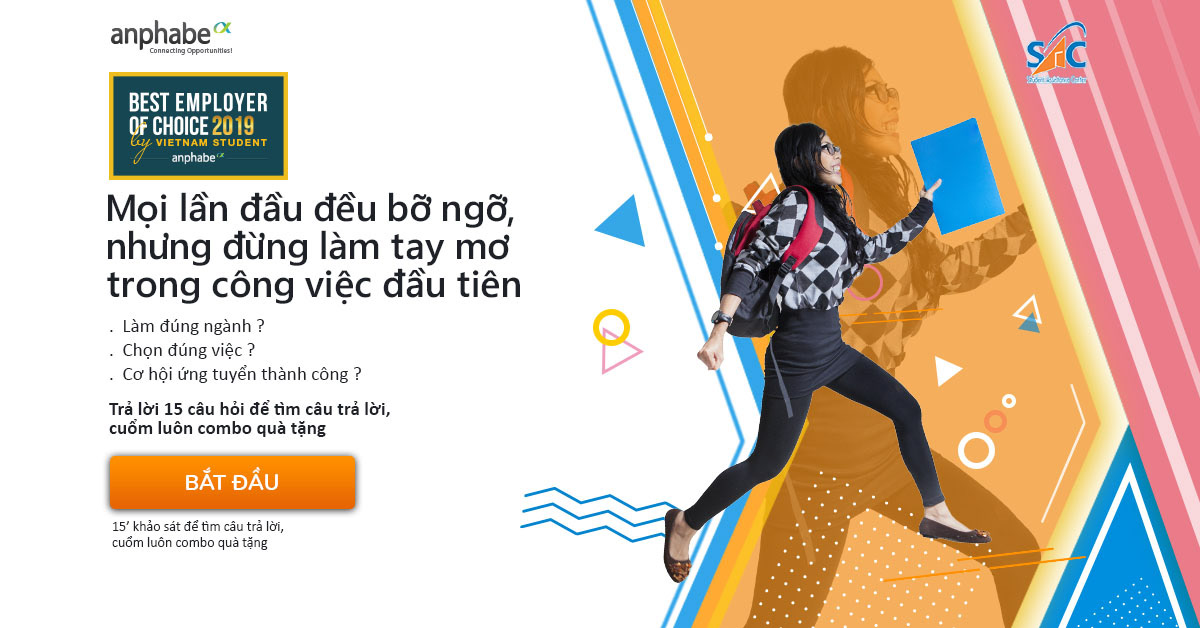 anphabe
Connecting Opportunities!
BEST EMPLOYER
OF CHOICE 2019
by VIETNAM STUDENT
anphabe
Mọi lần đầu đều bỡ ngỡ,
nhưng đừng làm tay mơ
trong công việc đầu tiên
. Làm đúng ngành ?
. Chọn đúng việc ?
. Cơ hội ứng tuyển thành công ?
Trả lời 15 câu hỏi để tìm câu trả lời,
cuổm luôn combo quà tặng
BẮT ĐẦU
15’ khảo sát để tìm câu trả lời,
cuổm luôn combo quà tặng
SAC